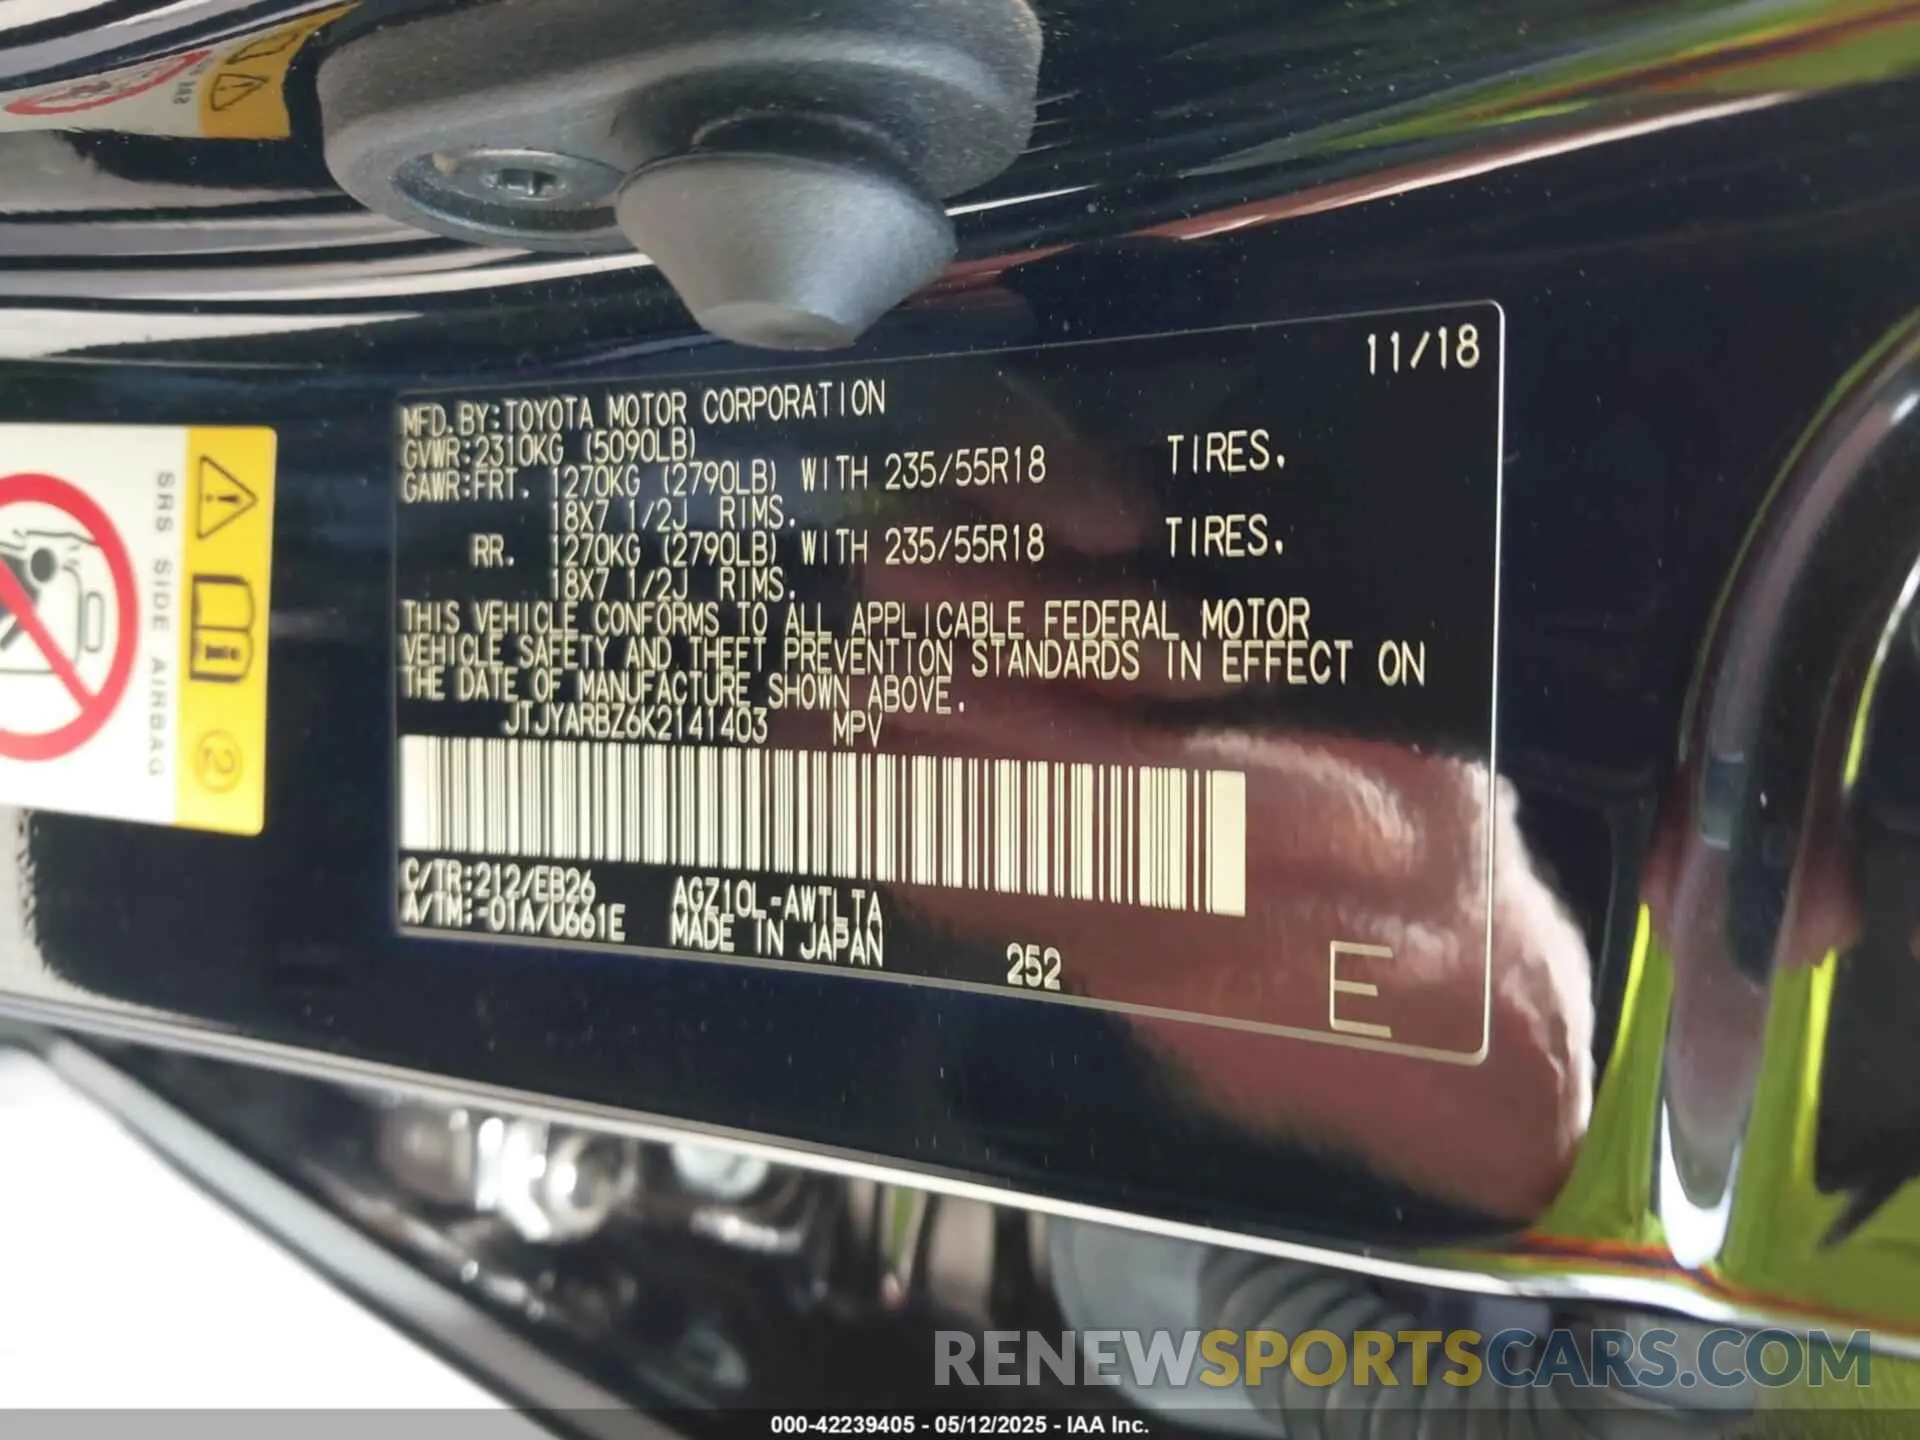 11/18
MFD.BY:TOYOTA MOTOR CORPORATION
GVWR:2310KG (5090LB)
GAWR:FRT. 1270KG (2790LB) WITH 235/55R18 TIRES.
18X7 1/2J RIMS.
RR. 1270KG (2790LB) WITH 235/55R18 TIRES.
18X7 1/2J RIMS.
THIS VEHICLE CONFORMS TO ALL APPLICABLE FEDERAL MOTOR
VEHICLE SAFETY AND THEFT PREVENTION STANDARDS IN EFFECT ON
THE DATE OF MANUFACTURE SHOWN ABOVE.
JTJYARBZ6K2141403 MPV
C/TR:212/EB26 AGZ10L-AWTLTA
A/TM:-01A/U661E MADE IN JAPAN
252
E
SRS SIDE AIRBAG
2
RENEWSPORTSCARS.COM
000-42239405 - 05/12/2025 - IAA Inc.